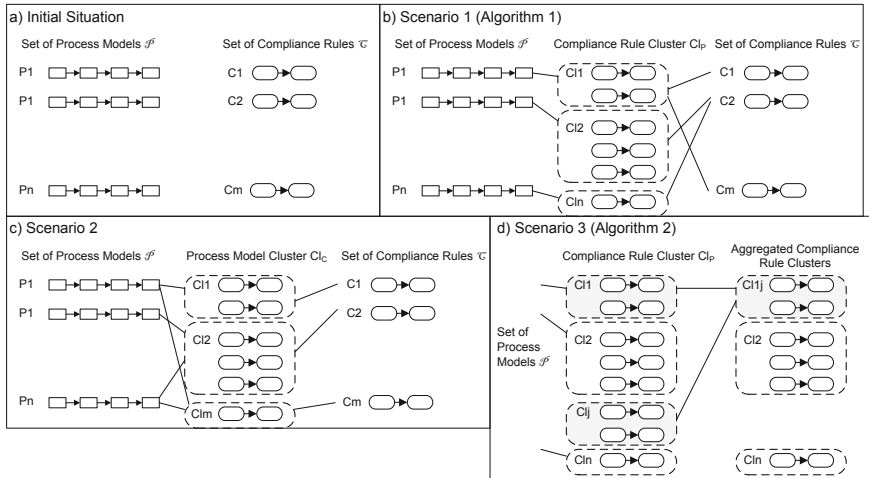 a) Initial Situation
Set of Process Models 𝒫
Set of Compliance Rules 𝒞
P1
C1
P1
C2
Pn
Cm
b) Scenario 1 (Algorithm 1)
Set of Process Models 𝒫
Compliance Rule Cluster ClP
Set of Compliance Rules 𝒞
P1
Cl1
C1
P1
C2
Cl2
Pn
Cln
Cm
c) Scenario 2
Set of Process Models 𝒫
Process Model Cluster ClC
Set of Compliance Rules 𝒞
P1
Cl1
C1
P1
C2
Cl2
Pn
Clm
Cm
d) Scenario 3 (Algorithm 2)
Compliance Rule Cluster ClP
Aggregated Compliance
Rule Clusters
Cl1
Cl1j
Set of
Process
Models 𝒫
Cl2
Cl2
Clj
Cln
Cln